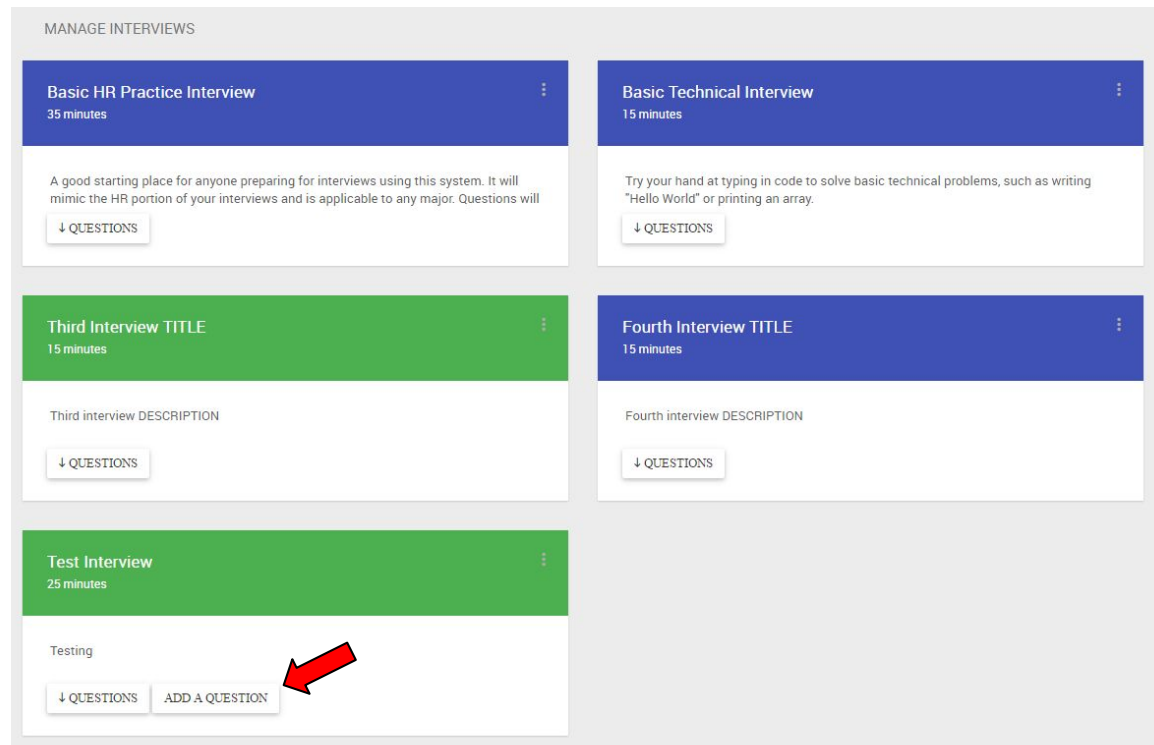 MANAGE INTERVIEWS
Basic HR Practice Interview
35 minutes
A good starting place for anyone preparing for interviews using this system. It will
mimic the HR portion of your interviews and is applicable to any major. Questions will
↓ QUESTIONS
Basic Technical Interview
15 minutes
Try your hand at typing in code to solve basic technical problems, such as writing
"Hello World" or printing an array.
↓ QUESTIONS
Third Interview TITLE
15 minutes
Third interview DESCRIPTION
↓ QUESTIONS
Fourth Interview TITLE
15 minutes
Fourth interview DESCRIPTION
↓ QUESTIONS
Test Interview
25 minutes
Testing
↓ QUESTIONS ADD A QUESTION